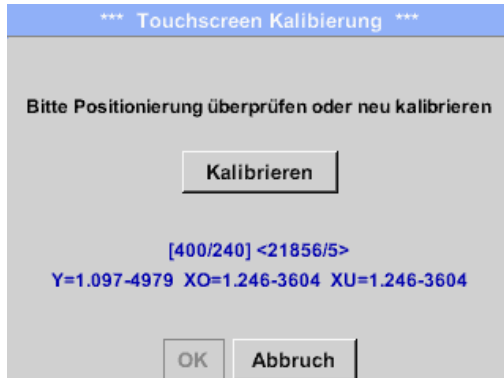 *** Touchscreen Kalibierung ***
Bitte Positionierung überprüfen oder neu kalibrieren
Kalibrieren
[400/240] <21856/5>
Y=1.097-4979 XO=1.246-3604 XU=1.246-3604
OK Abbruch